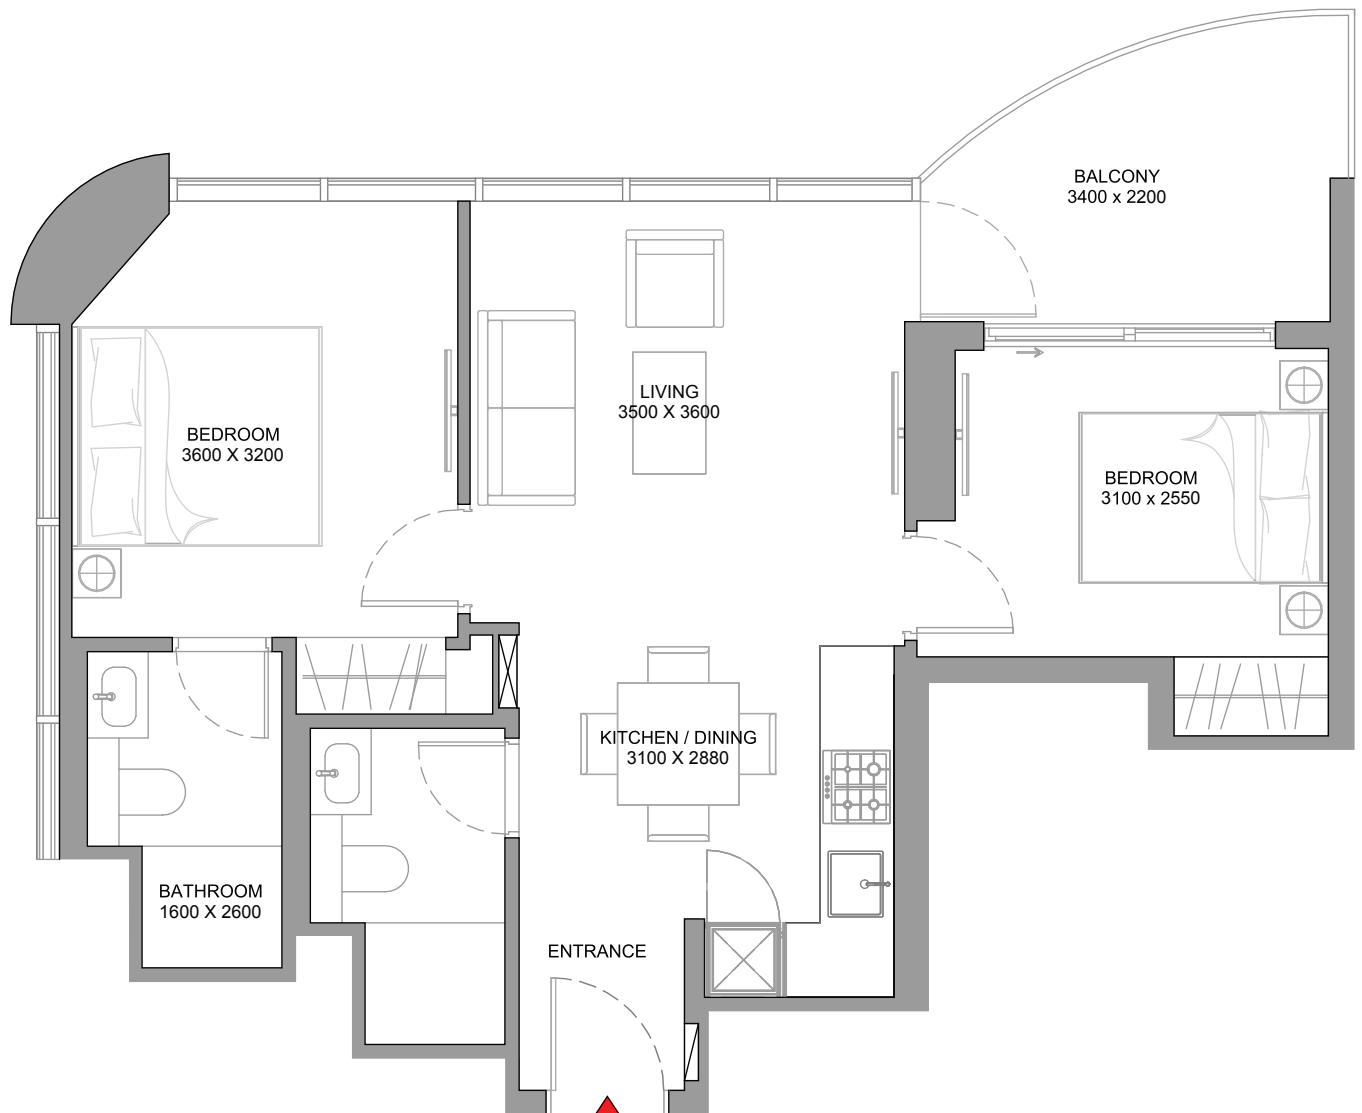 BALCONY
3400 x 2200
LIVING
3500 X 3600
BEDROOM
3600 X 3200
BEDROOM
3100 x 2550
KITCHEN / DINING
3100 X 2880
BATHROOM
1600 X 2600
ENTRANCE